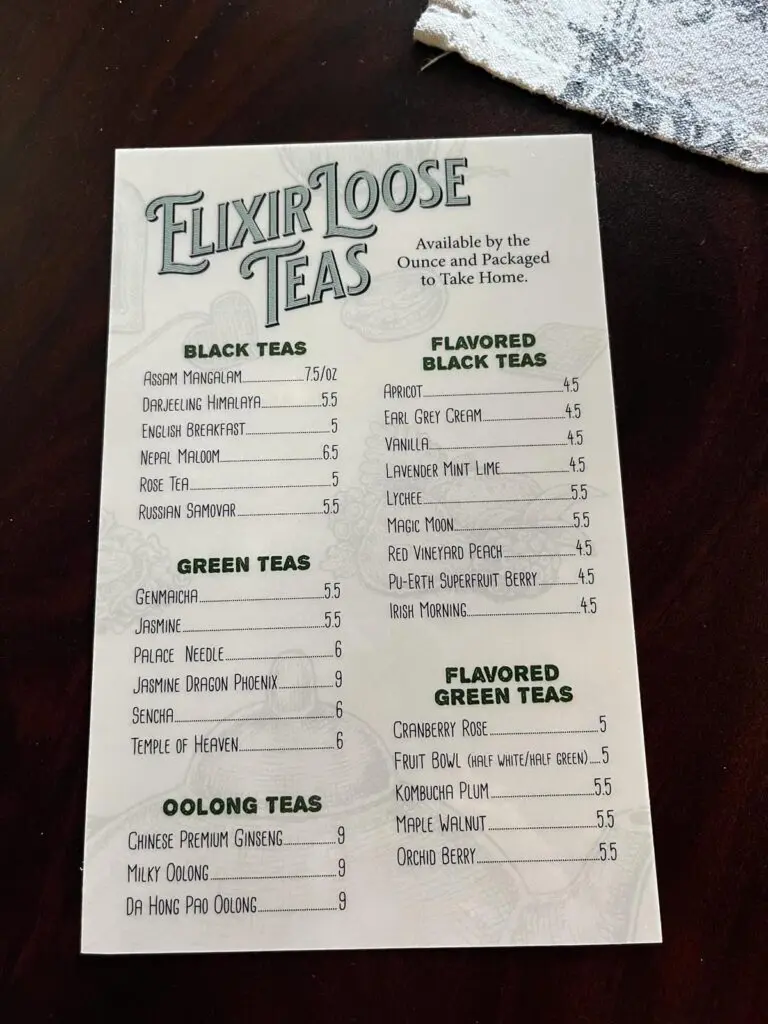 Elixir Loose
Teas
Available by the
Ounce and Packaged
to Take Home.
BLACK TEAS
Assam Mangalam 7.5/oz
Darjeeling Himalaya 5.5
English Breakfast 5
Nepal Maloom 6.5
Rose Tea 5
Russian Samovar 5.5
GREEN TEAS
Genmaicha 5.5
Jasmine 5.5
Palace Needle 6
Jasmine Dragon Phoenix 9
Sencha 6
Temple of Heaven 6
OOLONG TEAS
Chinese Premium Ginseng 9
Milky Oolong 9
Da Hong Pao Oolong 9
FLAVORED
BLACK TEAS
Apricot 4.5
Earl Grey Cream 4.5
Vanilla 4.5
Lavender Mint Lime 4.5
Lychee 5.5
Magic Moon 5.5
Red Vineyard Peach 4.5
Pu-Erth Superfruit Berry 4.5
Irish Morning 4.5
FLAVORED
GREEN TEAS
Cranberry Rose 5
Fruit Bowl (half white/half green) 5
Kombucha Plum 5.5
Maple Walnut 5.5
Orchid Berry 5.5